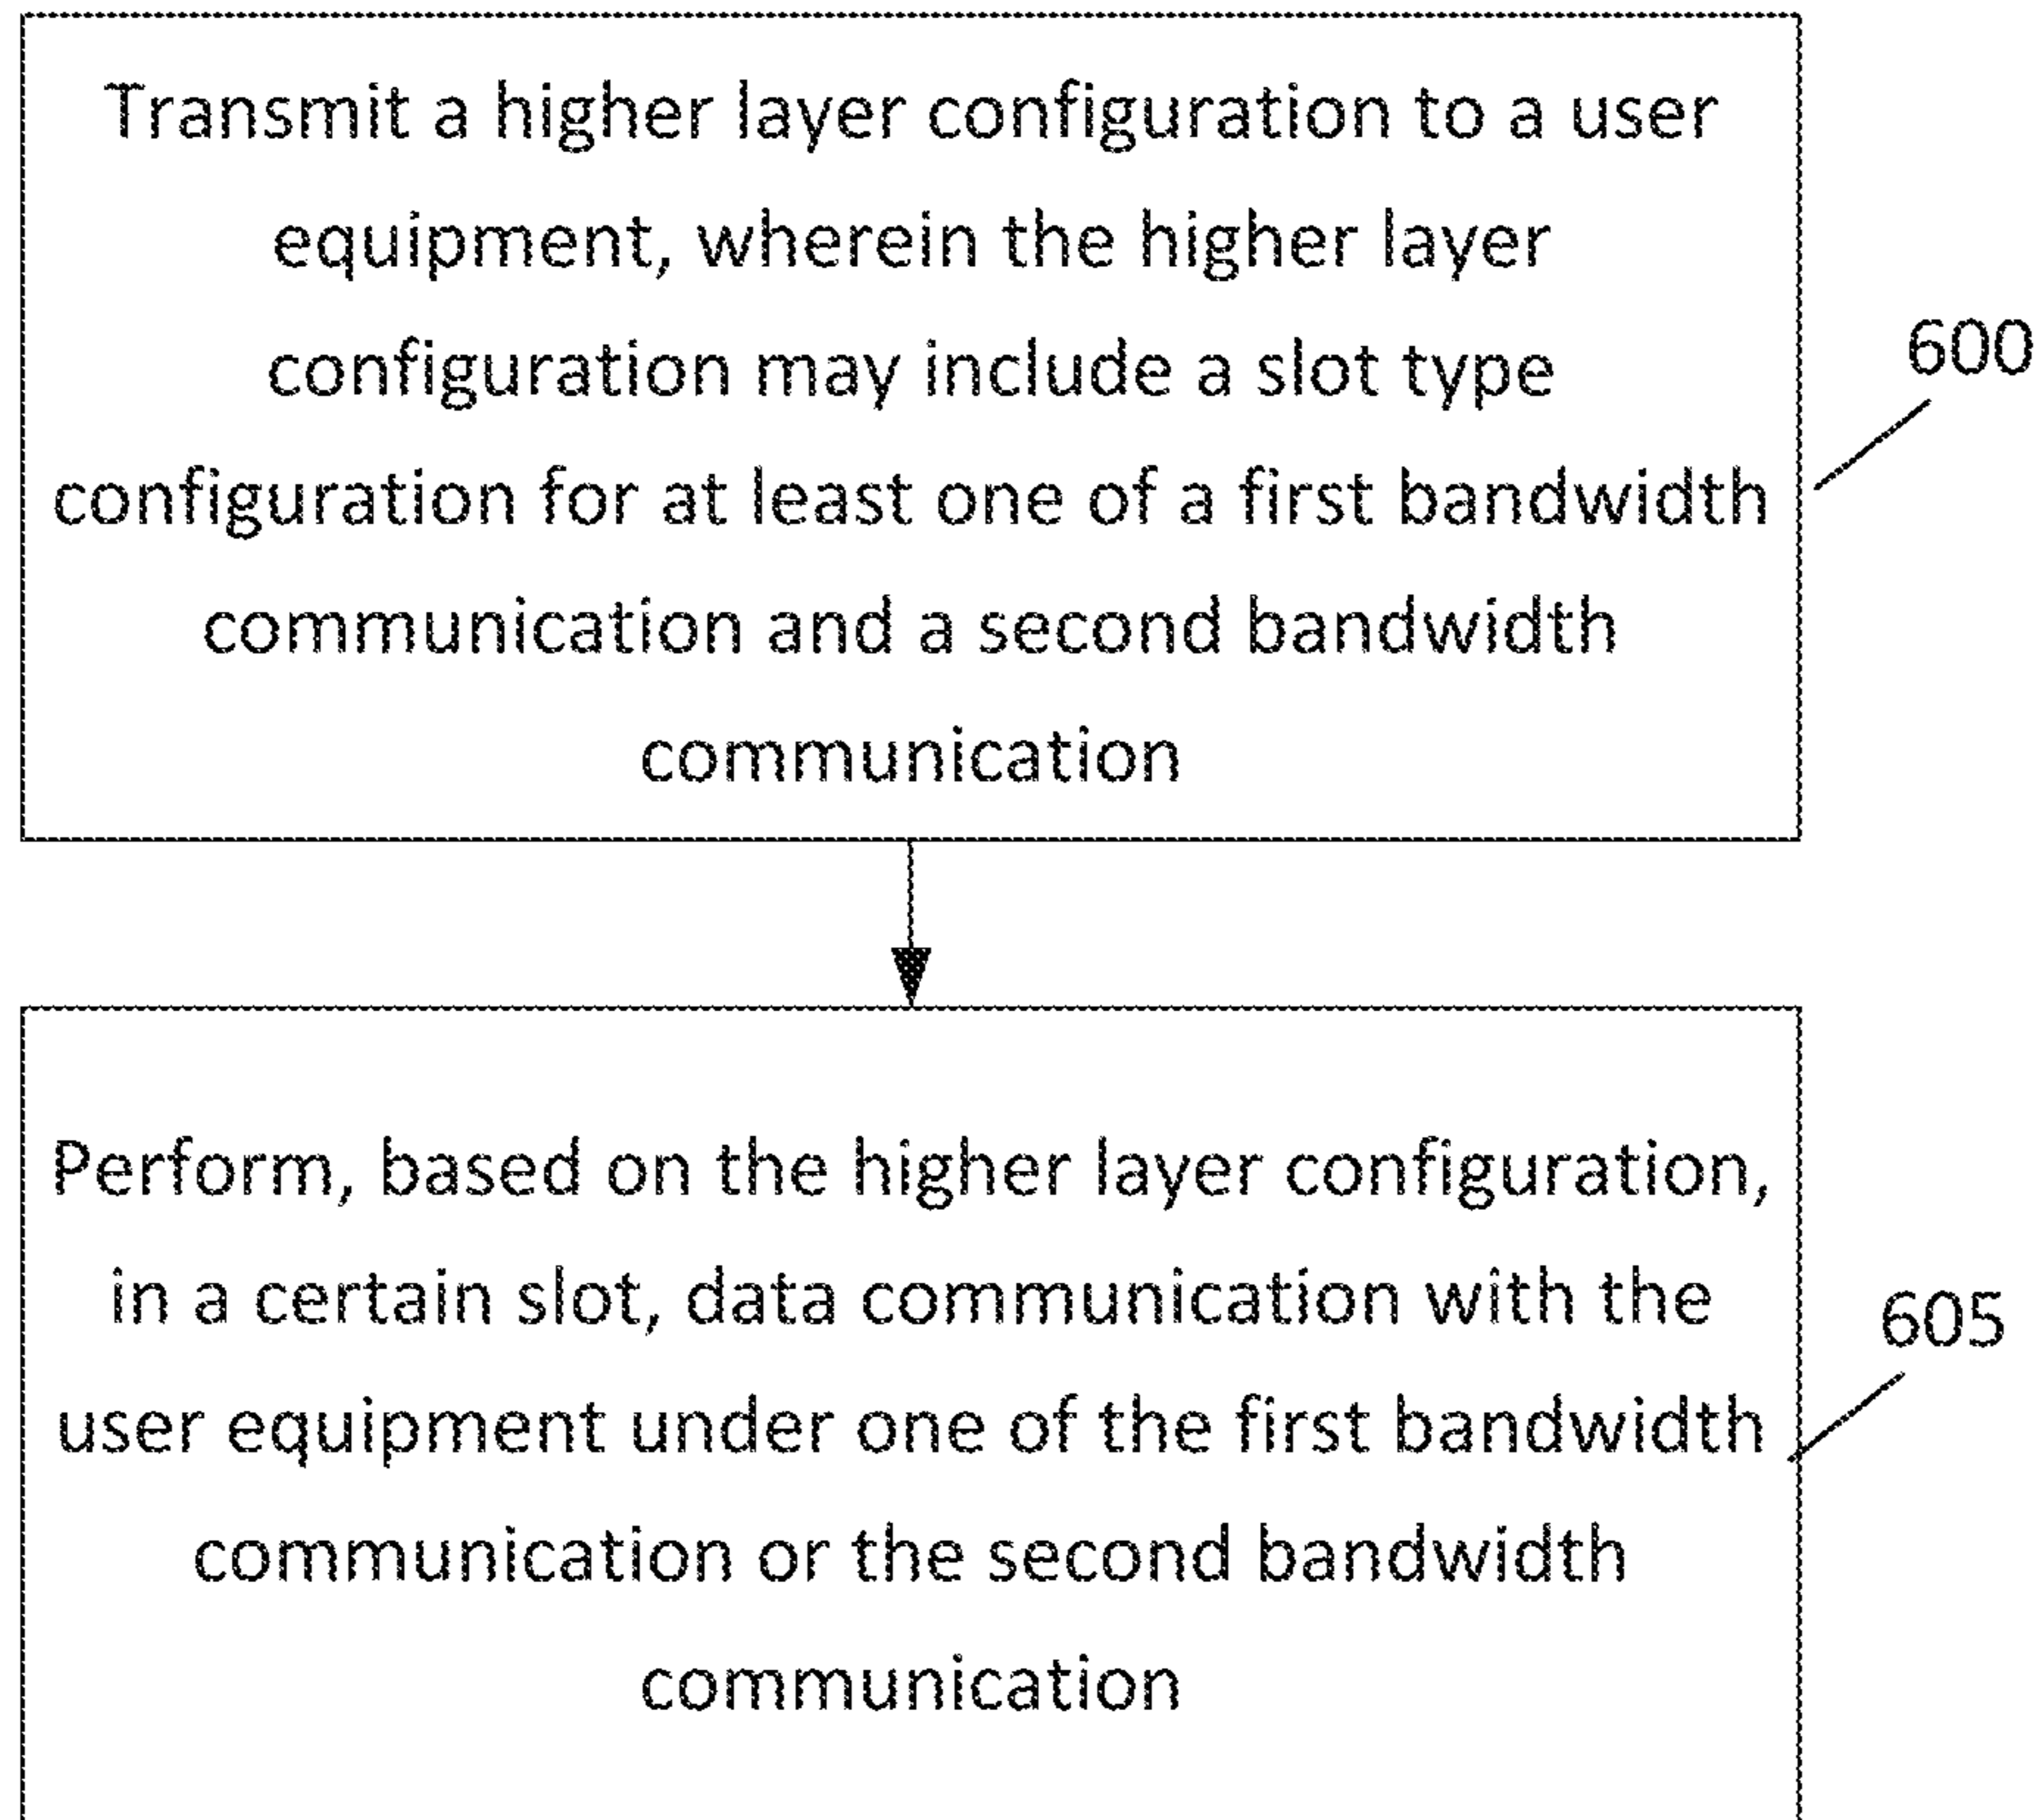 Transmit a higher layer configuration to a user
equipment, wherein the higher layer
configuration may include a slot type
configuration for at least one of a first bandwidth
communication and a second bandwidth
communication
600
Perform, based on the higher layer configuration,
in a certain slot, data communication with the
user equipment under one of the first bandwidth
communication or the second bandwidth
communication
605